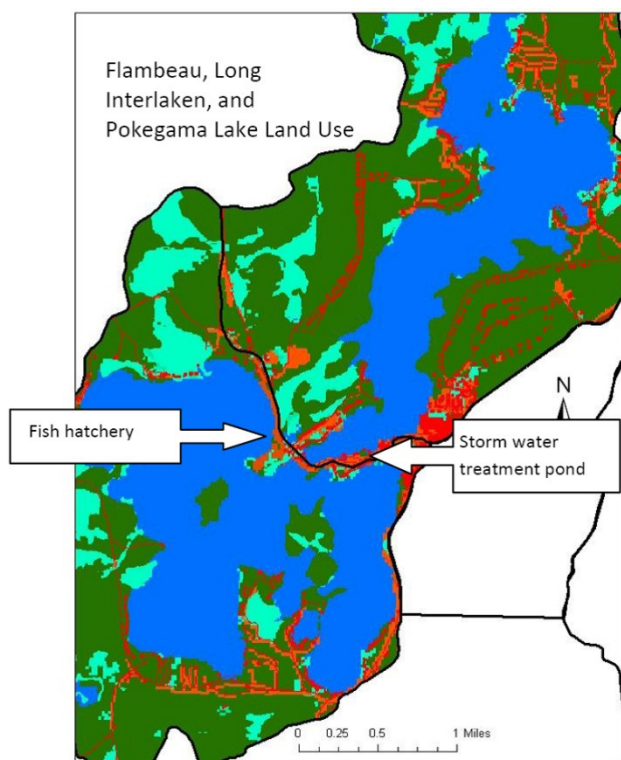 Flambeau, Long
Interlaken, and
Pokegama Lake Land Use
N
Fish hatchery
Storm water
treatment pond
0 0.25 0.5 1 Miles